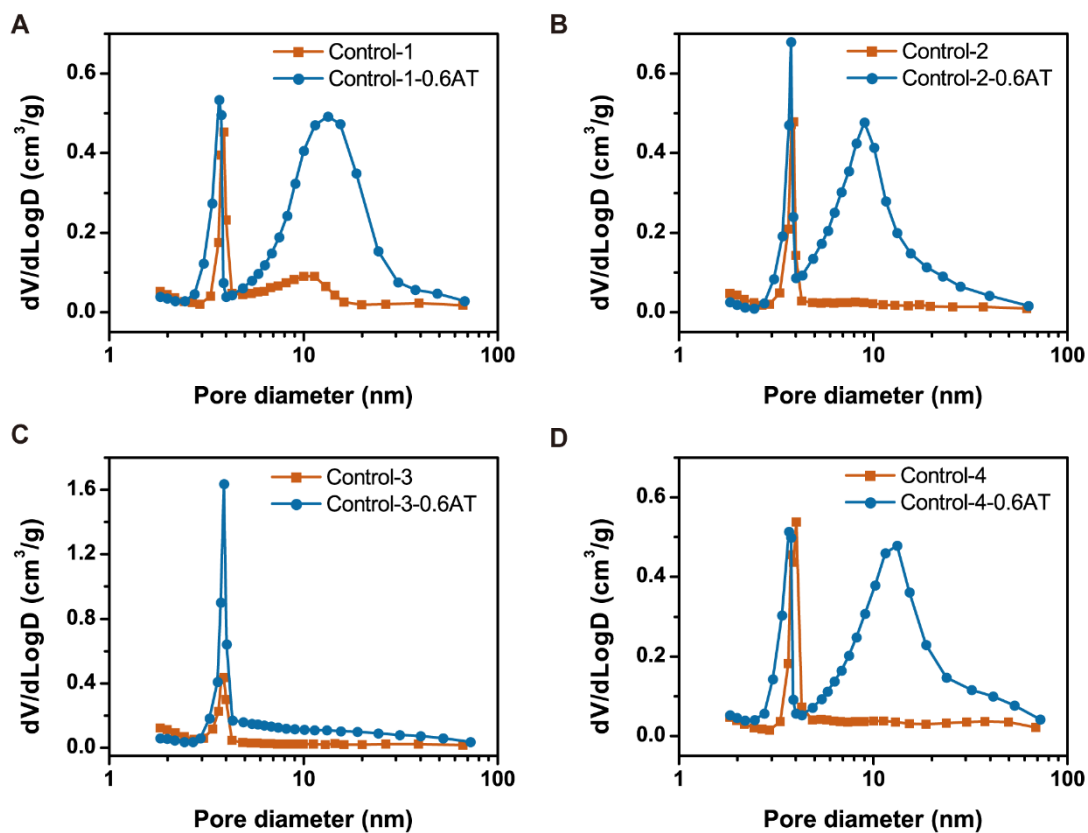 A
Control-1
Control-1-0.6AT
dV/dLogD (cm³/g)
0.6
0.4
0.2
0.0
1
10
100
Pore diameter (nm)
B
Control-2
Control-2-0.6AT
dV/dLogD (cm³/g)
0.6
0.4
0.2
0.0
1
10
100
Pore diameter (nm)
C
Control-3
Control-3-0.6AT
dV/dLogD (cm³/g)
1.6
1.2
0.8
0.4
0.0
1
10
100
Pore diameter (nm)
D
Control-4
Control-4-0.6AT
dV/dLogD (cm³/g)
0.6
0.4
0.2
0.0
1
10
100
Pore diameter (nm)